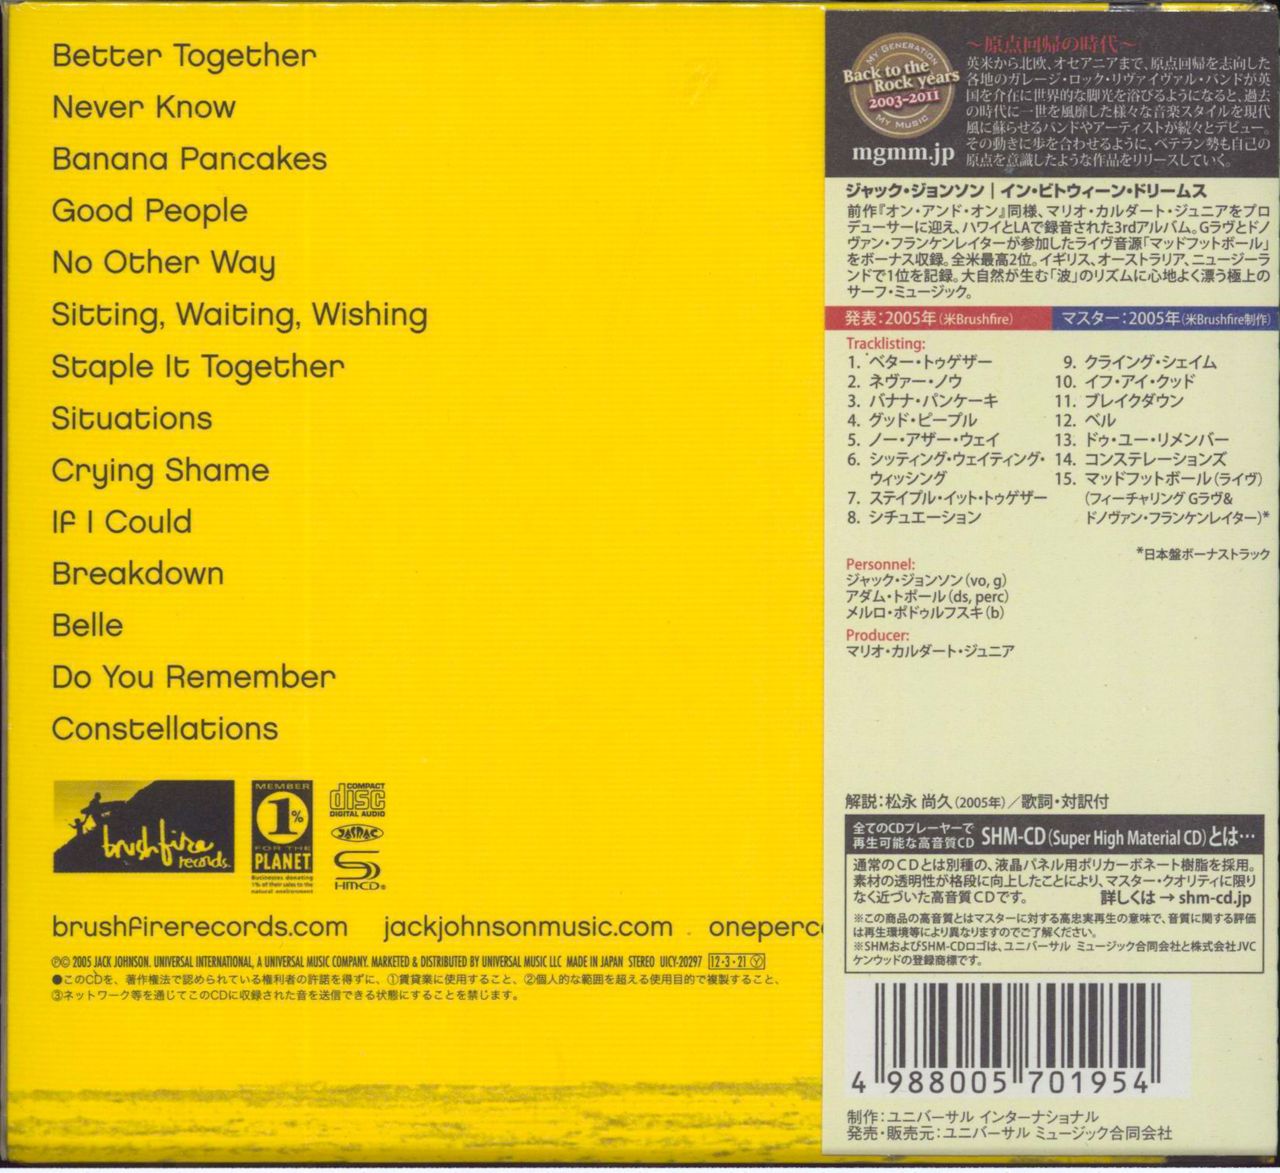 Better Together
Never Know
Banana Pancakes
Good People
No Other Way
Sitting, Waiting, Wishing
Staple It Together
Situations
Crying Shame
If I Could
Breakdown
Belle
Do You Remember
Constellations
brushfire
records.
MEMBER
1%
FOR THE
PLANET
Businesses donating
1% of their sales to the
natural environment
COMPACT
disc
DIGITAL AUDIO
JASRAC
SHMCD®
brushfirerecords.com jackjohnsonmusic.com oneperc
℗© 2005 JACK JOHNSON. UNIVERSAL INTERNATIONAL, A UNIVERSAL MUSIC COMPANY. MARKETED & DISTRIBUTED BY UNIVERSAL MUSIC LLC MADE IN JAPAN STEREO UICY-20297 12・3・21 Ⓨ
●このCDを、著作権法で認められている権利者の許諾を得ずに、①賃貸業に使用すること、②個人的な範囲を超える使用目的で複製すること、
③ネットワーク等を通じてこのCDに収録された音を送信できる状態にすることを禁じます。
MY GENERATION
Back to the
Rock years
2003-2011
MY MUSIC
mgmm.jp
～原点回帰の時代～
英米から北欧、オセアニアまで、原点回帰を志向した
各地のガレージ・ロック・リヴァイヴァル・バンドが英
国を介在に世界的な脚光を浴びるようになると、過去
の時代に一世を風靡した様々な音楽スタイルを現代
風に蘇らせるバンドやアーティストが続々とデビュー。
その動きに歩を合わせるように、ベテラン勢も自己の
原点を意識したような作品をリリースしていく。
ジャック・ジョンソン | イン・ビトウィーン・ドリームス
前作『オン・アンド・オン』同様、マリオ・カルダート・ジュニアをプロ
デューサーに迎え、ハワイとLAで録音された3rdアルバム。Gラヴとドノ
ヴァン・フランケンレイターが参加したライヴ音源「マッドフットボール」
をボーナス収録。全米最高2位。イギリス、オーストラリア、ニュージーラ
ンドで1位を記録。大自然が生む「波」のリズムに心地よく漂う極上の
サーフ・ミュージック。
発表:2005年(米Brushfire) マスター:2005年(米Brushfire制作)
Tracklisting:
1. ベター・トゥゲザー
2. ネヴァー・ノウ
3. バナナ・パンケーキ
4. グッド・ピープル
5. ノー・アザー・ウェイ
6. シッティング・ウェイティング・
ウィッシング
7. ステイプル・イット・トゥゲザー
8. シチュエーション
9. クライング・シェイム
10. イフ・アイ・クッド
11. ブレイクダウン
12. ベル
13. ドゥ・ユー・リメンバー
14. コンステレーションズ
15. マッドフットボール(ライヴ)
(フィーチャリング Gラヴ&
ドノヴァン・フランケンレイター)*
*日本盤ボーナストラック
Personnel:
ジャック・ジョンソン(vo, g)
アダム・トポール(ds, perc)
メルロ・ポドゥルフスキ(b)
Producer:
マリオ・カルダート・ジュニア
解説:松永 尚久(2005年)／歌詞・対訳付
全てのCDプレーヤーで
再生可能な高音質CD SHM-CD(Super High Material CD)とは…
通常のCDとは別種の、液晶パネル用ポリカーボネート樹脂を採用。
素材の透明性が格段に向上したことにより、マスター・クオリティに限り
なく近づいた高音質CDです。 詳しくは→shm-cd.jp
※この商品の高音質とはマスターに対する高忠実再生の意味で、音質に関する評価
は再生環境等により異なりますのでご了解ください。
※SHMおよびSHM-CDロゴは、ユニバーサル ミュージック合同会社と株式会社JVC
ケンウッドの登録商標です。
4 988005 701954
制作:ユニバーサル インターナショナル
発売・販売元:ユニバーサル ミュージック合同会社